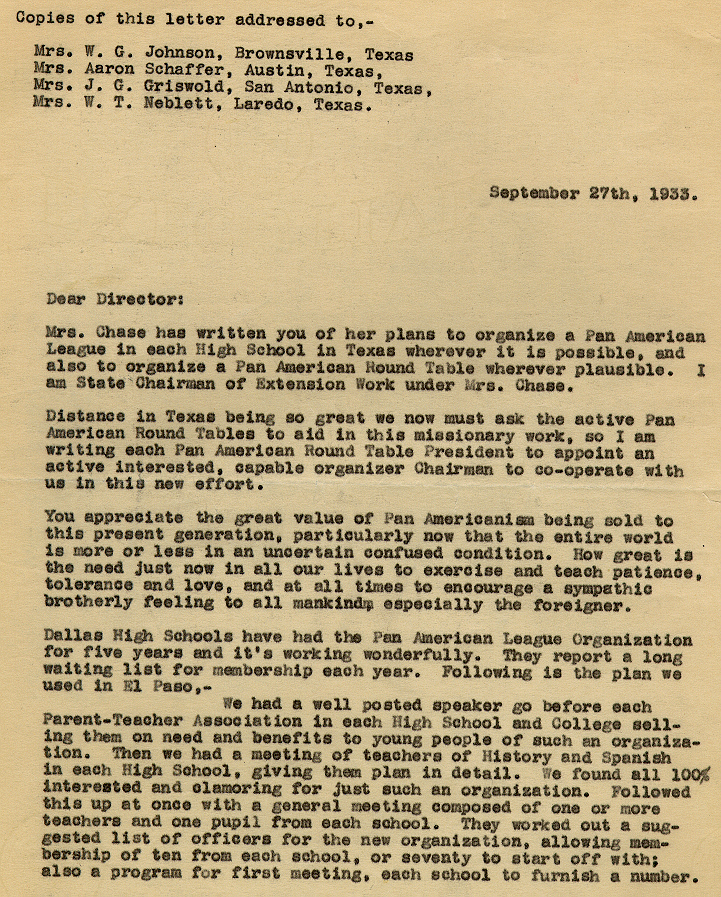 Copies of this letter addressed to,-
Mrs. W. G. Johnson, Brownsville, Texas
Mrs. Aaron Schaffer, Austin, Texas,
Mrs. J. G. Griswold, San Antonio, Texas,
Mrs. W. T. Neblett, Laredo, Texas.
September 27th, 1933.
Dear Director:
Mrs. Chase has written you of her plans to organize a Pan American
League in each High School in Texas wherever it is possible, and
also to organize a Pan American Round Table wherever plausible. I
am State Chairman of Extension Work under Mrs. Chase.
Distance in Texas being so great we now must ask the active Pan
American Round Tables to aid in this missionary work, so I am
writing each Pan American Round Table President to appoint an
active interested, capable organizer Chairman to co-operate with
us in this new effort.
You appreciate the great value of Pan Americanism being sold to
this present generation, particularly now that the entire world
is more or less in an uncertain confused condition. How great is
the need just now in all our lives to exercise and teach patience,
tolerance and love, and at all times to encourage a sympathic
brotherly feeling to all mankind, especially the foreigner.
Dallas High Schools have had the Pan American League Organization
for five years and it's working wonderfully. They report a long
waiting list for membership each year. Following is the plan we
used in El Paso,-
We had a well posted speaker go before each
Parent-Teacher Association in each High School and College sell-
ing them on need and benefits to young people of such an organiza-
tion. Then we had a meeting of teachers of History and Spanish
in each High School, giving them plan in detail. We found all 100%
interested and clamoring for just such an organization. Followed
this up at once with a general meeting composed of one or more
teachers and one pupil from each school. They worked out a sug-
gested list of officers for the new organization, allowing mem-
bership of ten from each school, or seventy to start off with;
also a program for first meeting, each school to furnish a number.